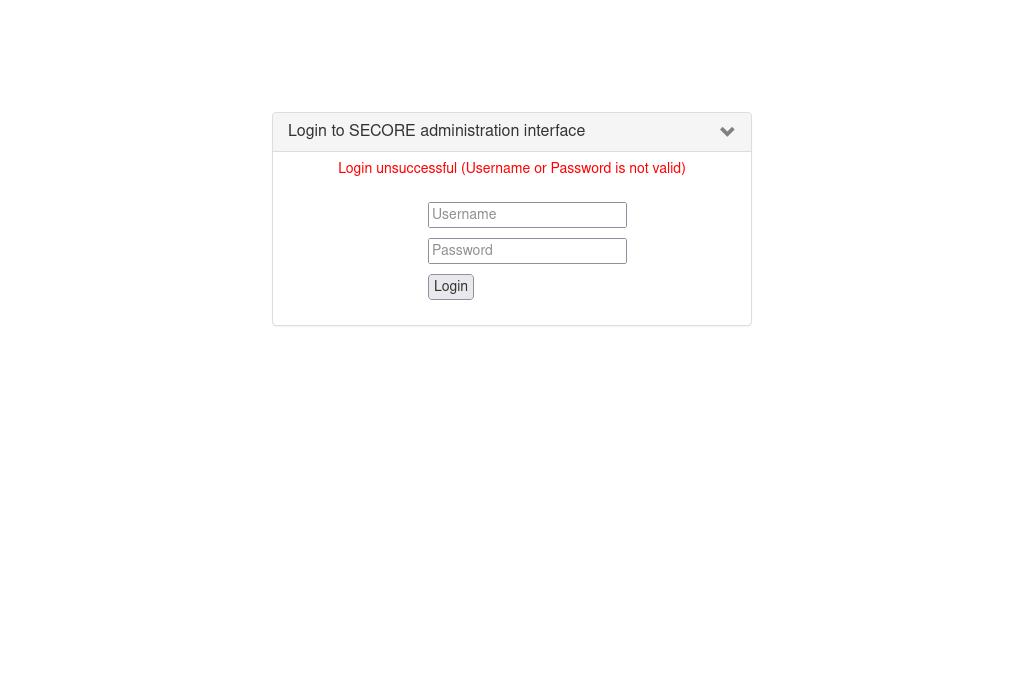 Login to SECORE administration interface
Login unsuccessful (Username or Password is not valid)
Username
Password
Login